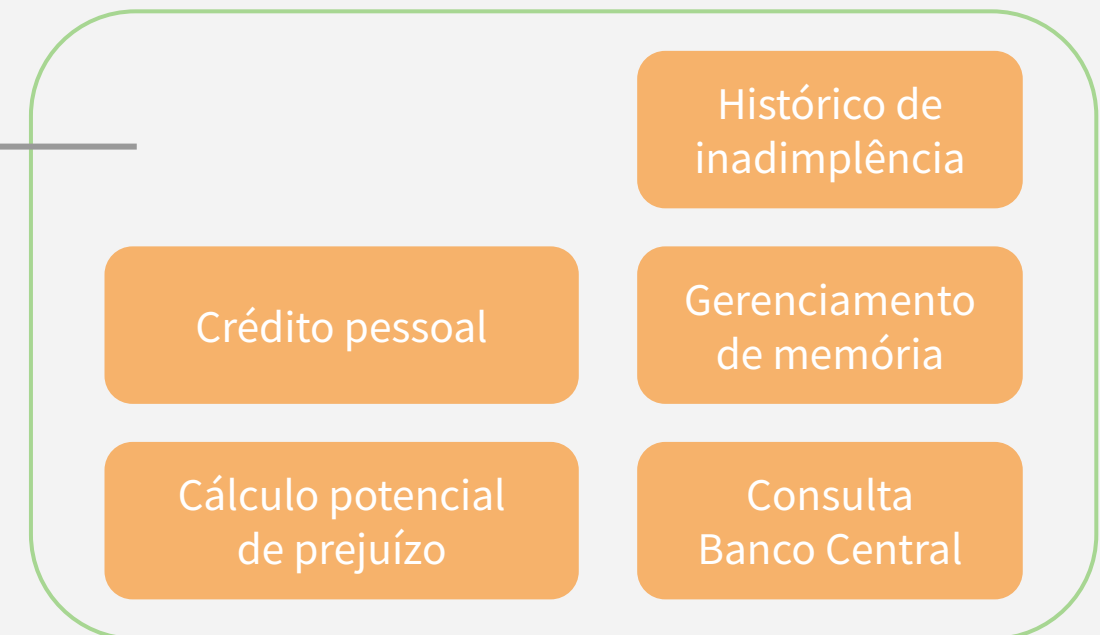 Histórico de
inadimplência
Crédito pessoal
Gerenciamento
de memória
Cálculo potencial
de prejuízo
Consulta
Banco Central